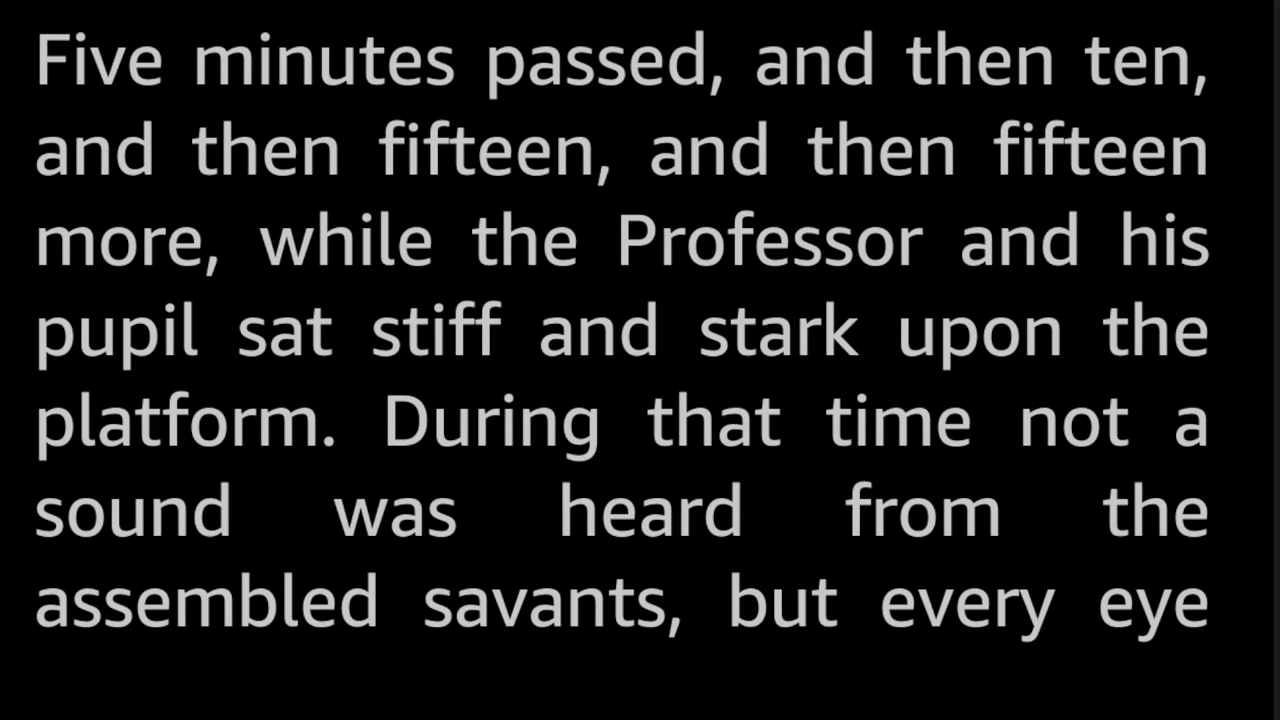 Five minutes passed, and then ten,
and then fifteen, and then fifteen
more, while the Professor and his
pupil sat stiff and stark upon the
platform. During that time not a
sound was heard from the
assembled savants, but every eye